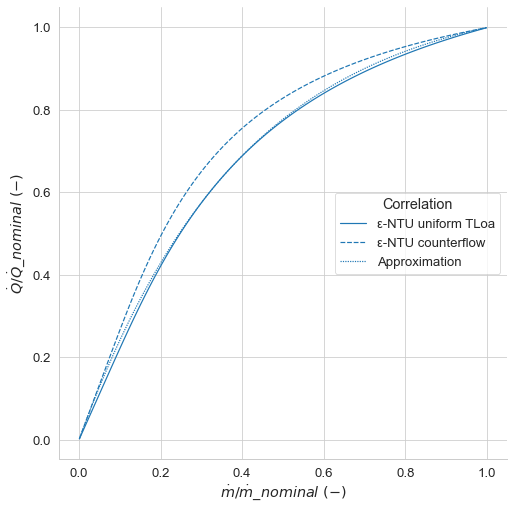 1.0
0.8
0.6
0.4
0.2
0.0
Q̇/Q̇_nominal (−)
Correlation
ε-NTU uniform TLoa
ε-NTU counterflow
Approximation
0.0 0.2 0.4 0.6 0.8 1.0
ṁ/ṁ_nominal (−)